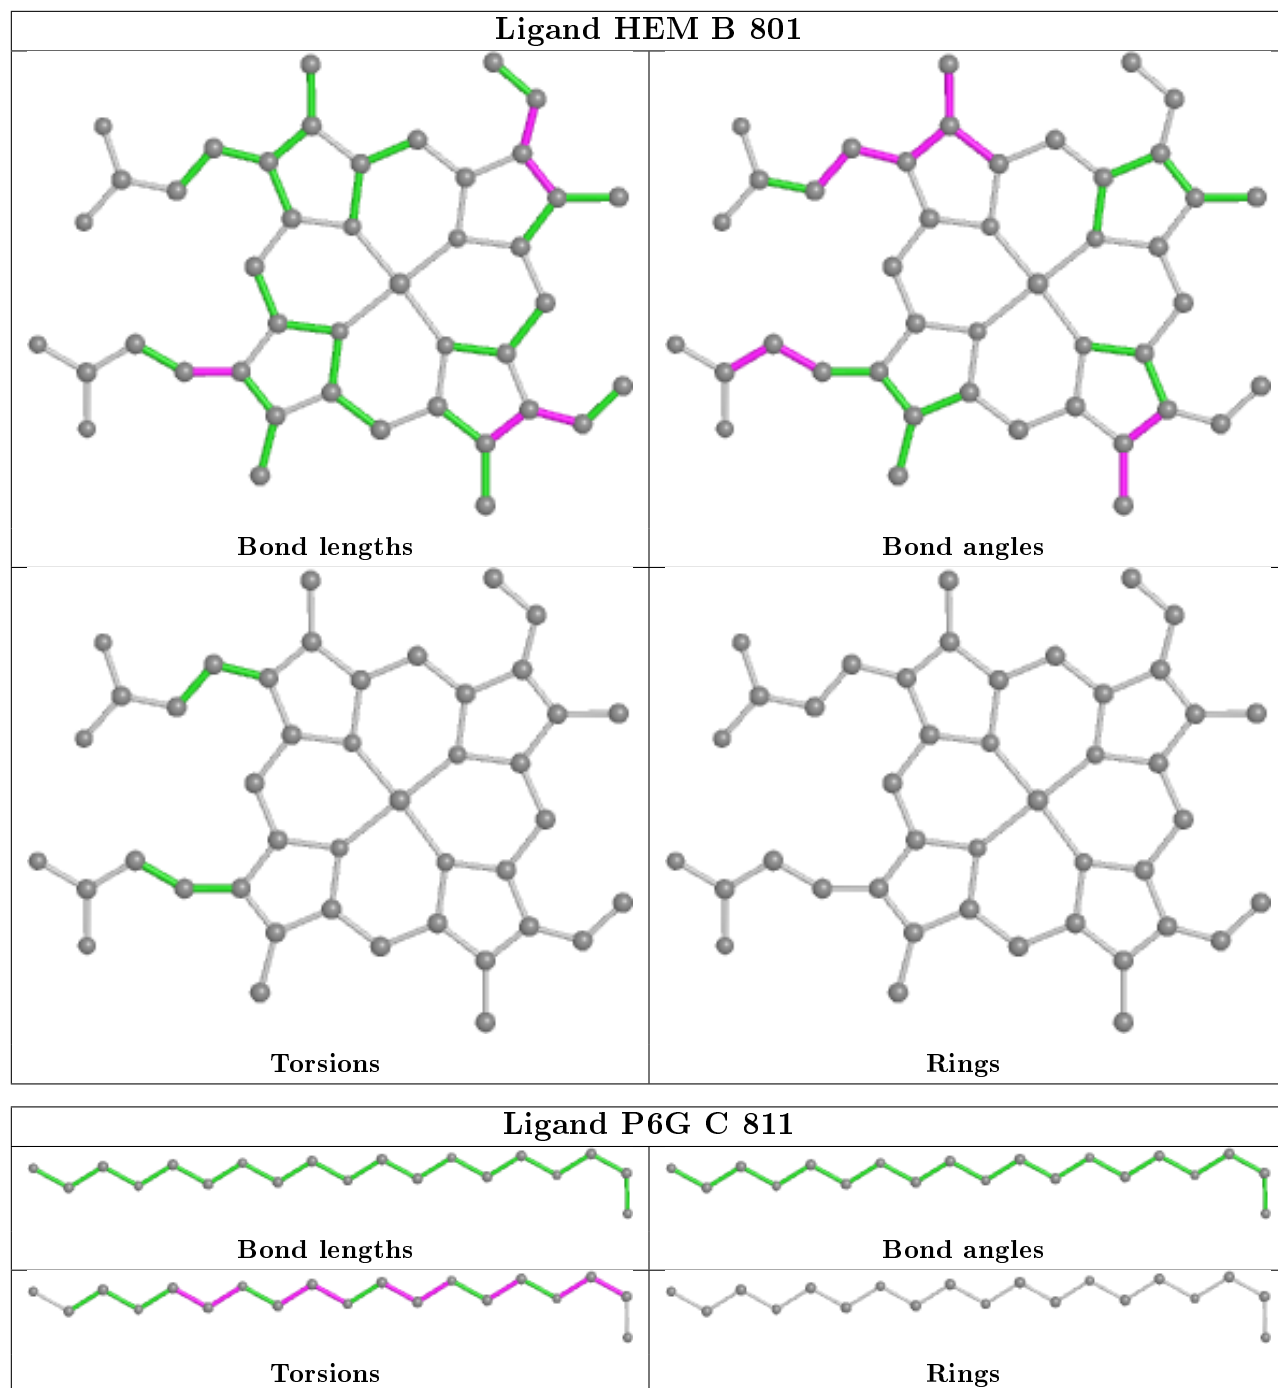 Ligand HEM B 801
Bond lengths
Bond angles
Torsions
Rings
Ligand P6G C 811
Bond lengths
Bond angles
Torsions
Rings